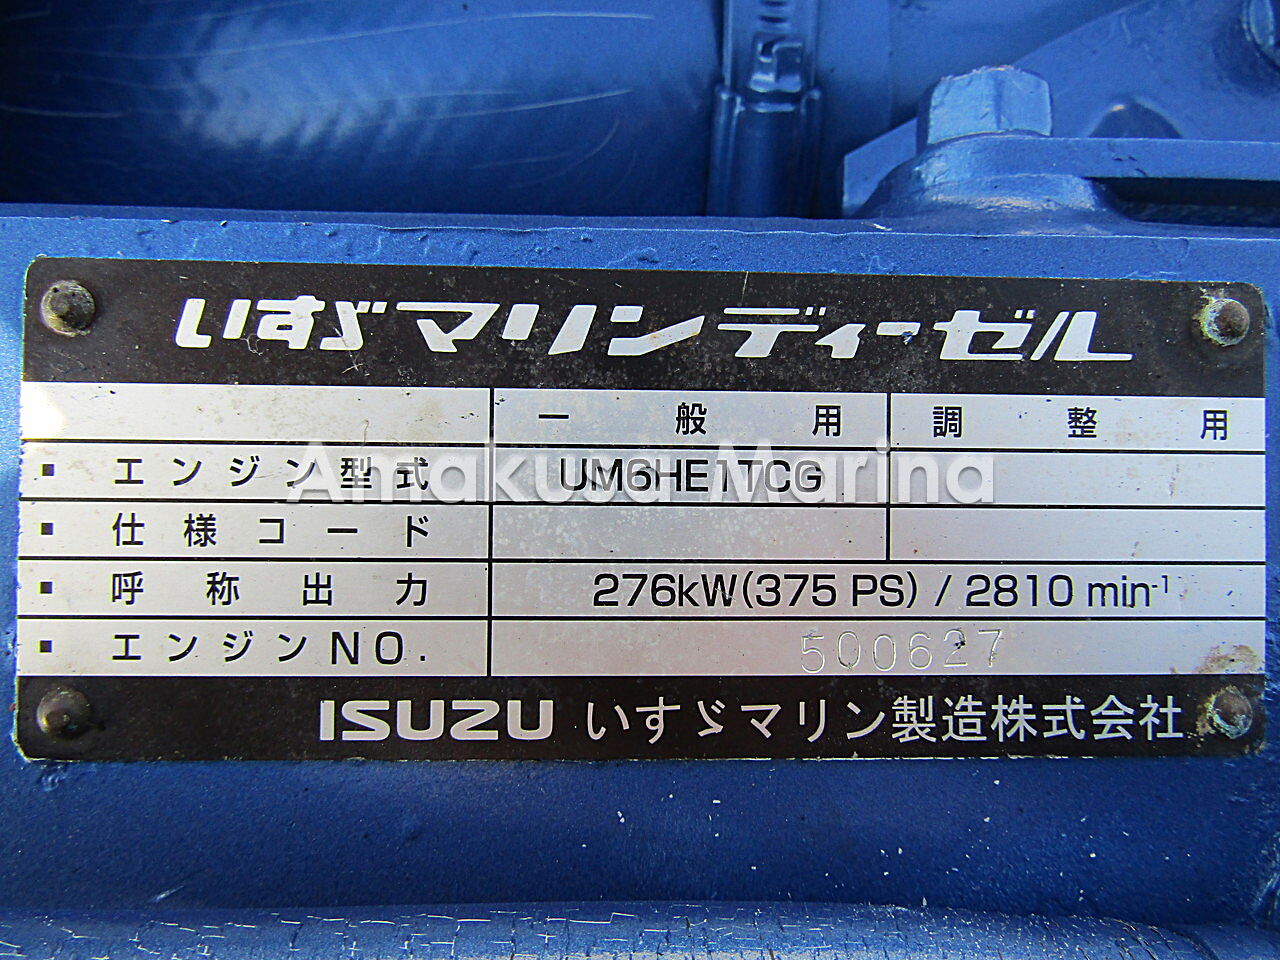 いすゞマリンディーゼル
一般用 調整用
▪ エンジン型式 UM6HE1TCG
▪ 仕様コード
▪ 呼称出力 276kW(375 PS) / 2810 min⁻¹
▪ エンジンNO. 500627
ISUZU いすゞマリン製造株式会社
Amakusa Marina